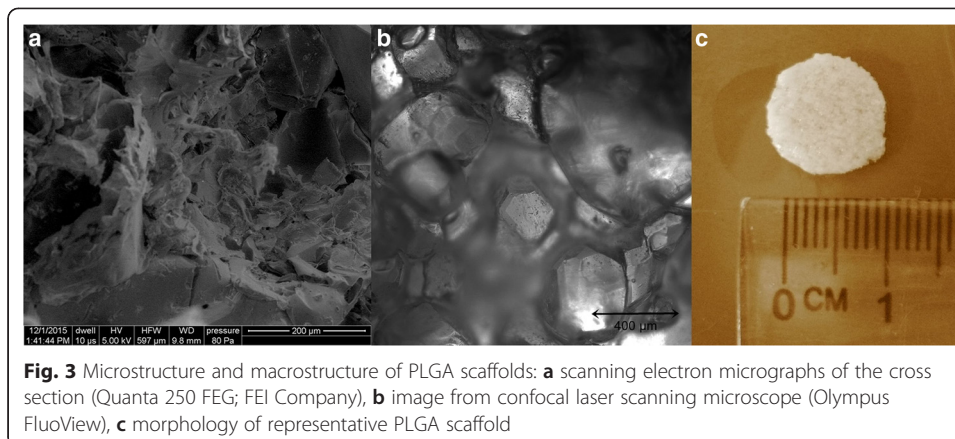 a
b
c
12/1/2015 dwell HV HFW WD pressure 200 µm
1:41:44 PM 10 µs 5.00 kV 597 µm 9.8 mm 80 Pa
400 µm
0 CM 1
Fig. 3 Microstructure and macrostructure of PLGA scaffolds: a scanning electron micrographs of the cross
section (Quanta 250 FEG; FEI Company), b image from confocal laser scanning microscope (Olympus
FluoView), c morphology of representative PLGA scaffold